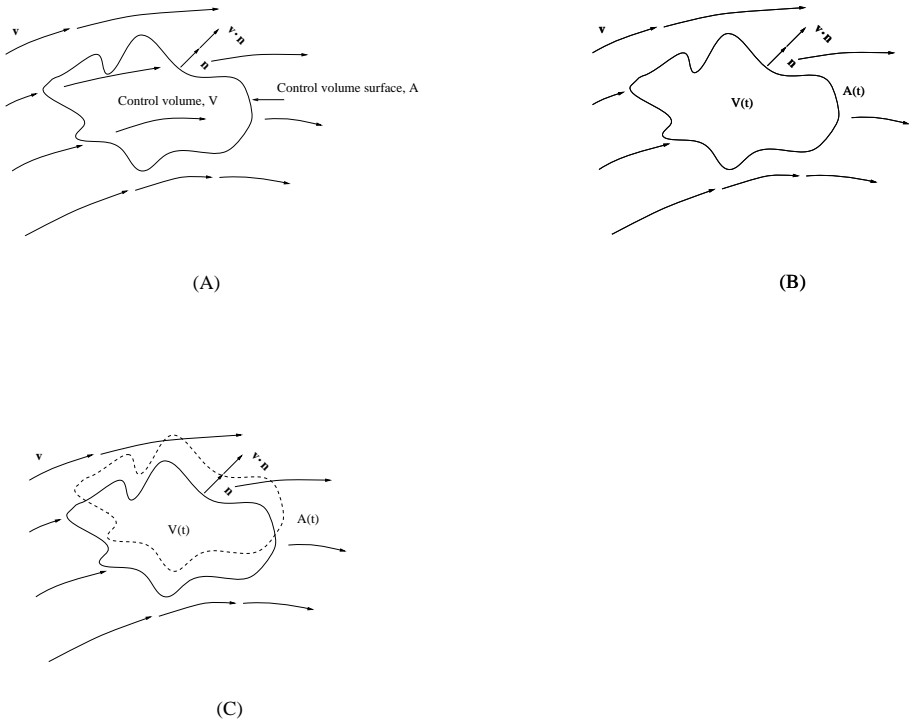 v
v·n
n
Control volume surface, A
Control volume, V
(A)
v
v·n
n
A(t)
V(t)
(B)
v
v·n
n
A(t)
V(t)
(C)